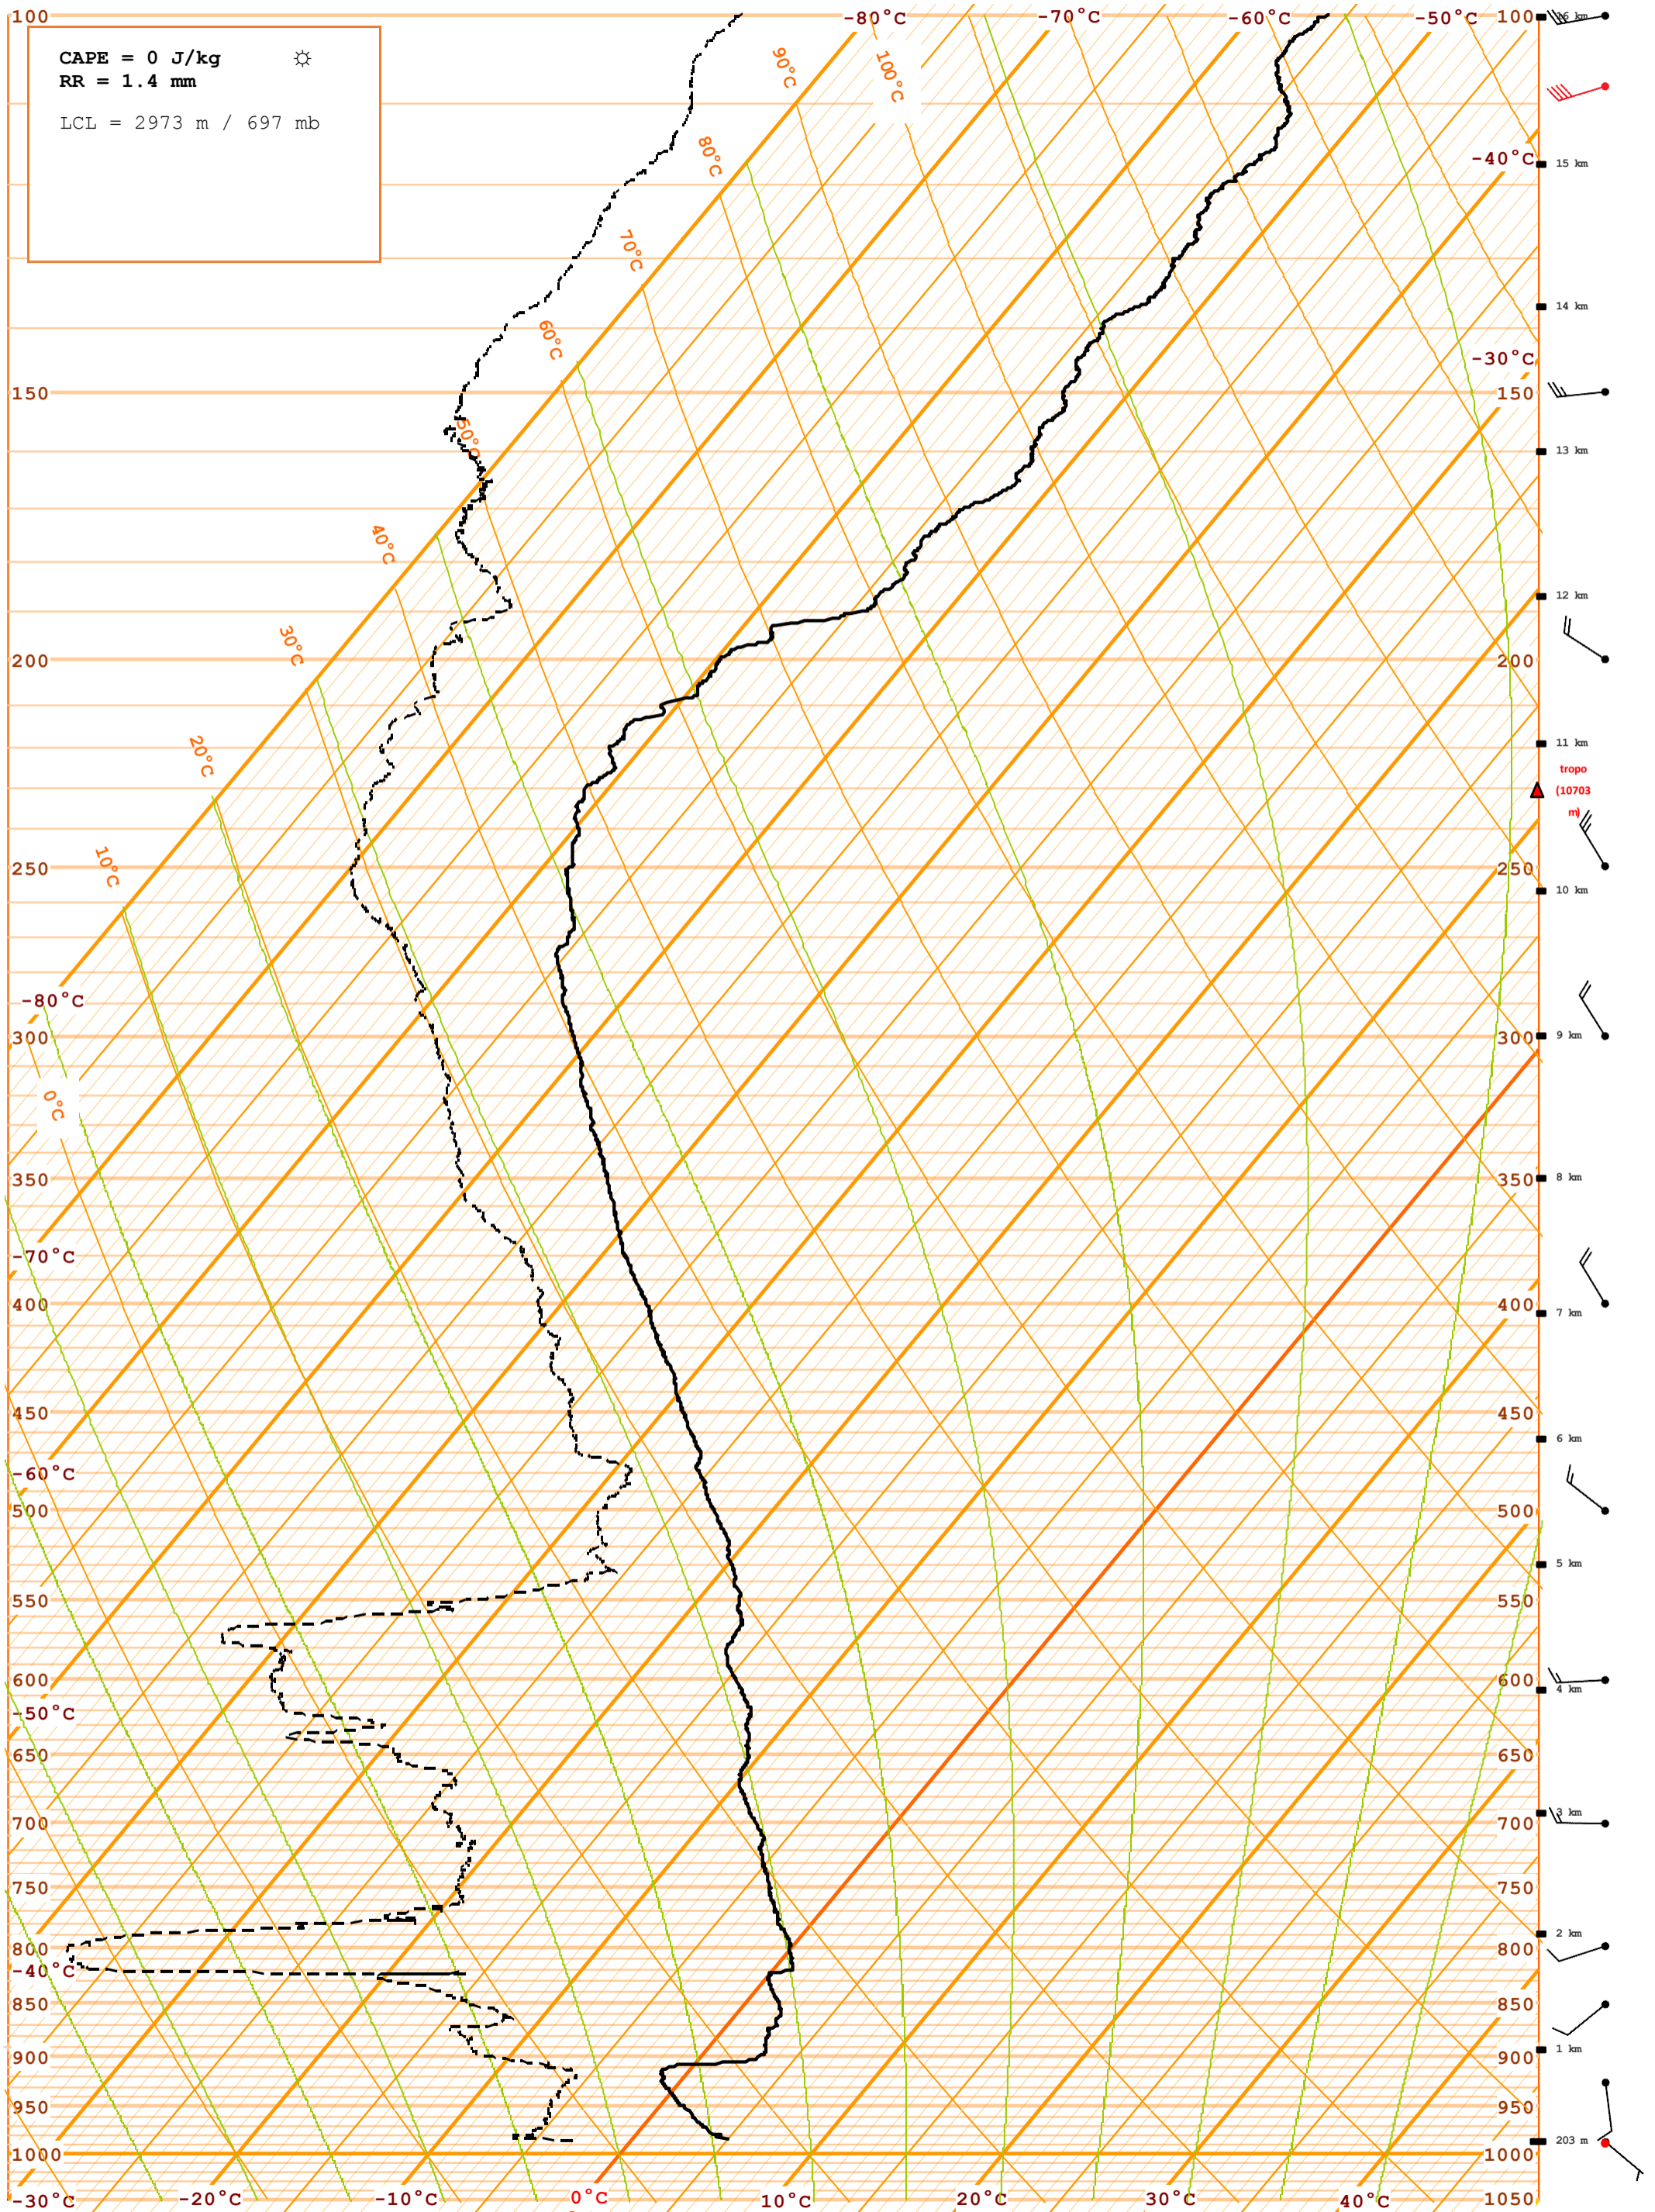 100 -80°C -70°C -60°C -50°C 100 16 km
CAPE = 0 J/kg ☼
RR = 1.4 mm
LCL = 2973 m / 697 mb
90°C 100°C
80°C -40°C 15 km
70°C
60°C 14 km
-30°C
150 150
50°C 13 km
40°C 12 km
30°C
200 200
20°C 11 km
tropo
(10703
m)
10°C
250 250
10 km
-80°C
300 300 9 km
0°C
350 350 8 km
-70°C
400 400 7 km
450 450
6 km
-60°C
500 500
5 km
550 550
600 600 4 km
-50°C
650 650
700 700 3 km
750 750
2 km
800 800
-40°C
850 850
900 900 1 km
950 950
1000 1000 203 m
-30°C -20°C -10°C 0°C 10°C 20°C 30°C 40°C 1050